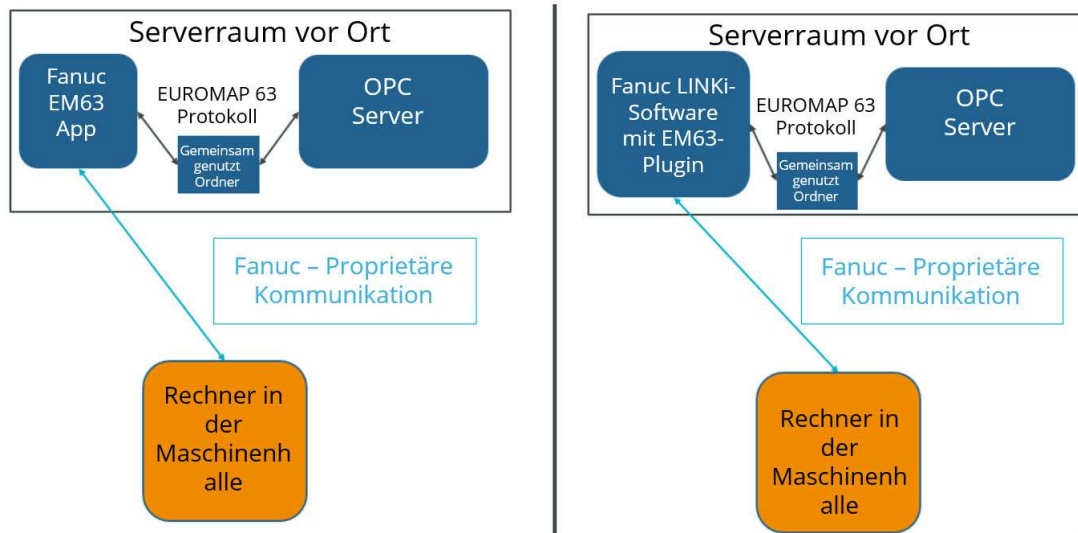 Serverraum vor Ort
Fanuc
EM63
App
EUROMAP 63
Protokoll
Gemeinsam
genutzt
Ordner
OPC
Server
Fanuc – Proprietäre
Kommunikation
Rechner in
der
Maschinenh
alle
Serverraum vor Ort
Fanuc LINKi-
Software
mit EM63-
Plugin
EUROMAP 63
Protokoll
Gemeinsam
genutzt
Ordner
OPC
Server
Fanuc – Proprietäre
Kommunikation
Rechner in
der
Maschinenh
alle